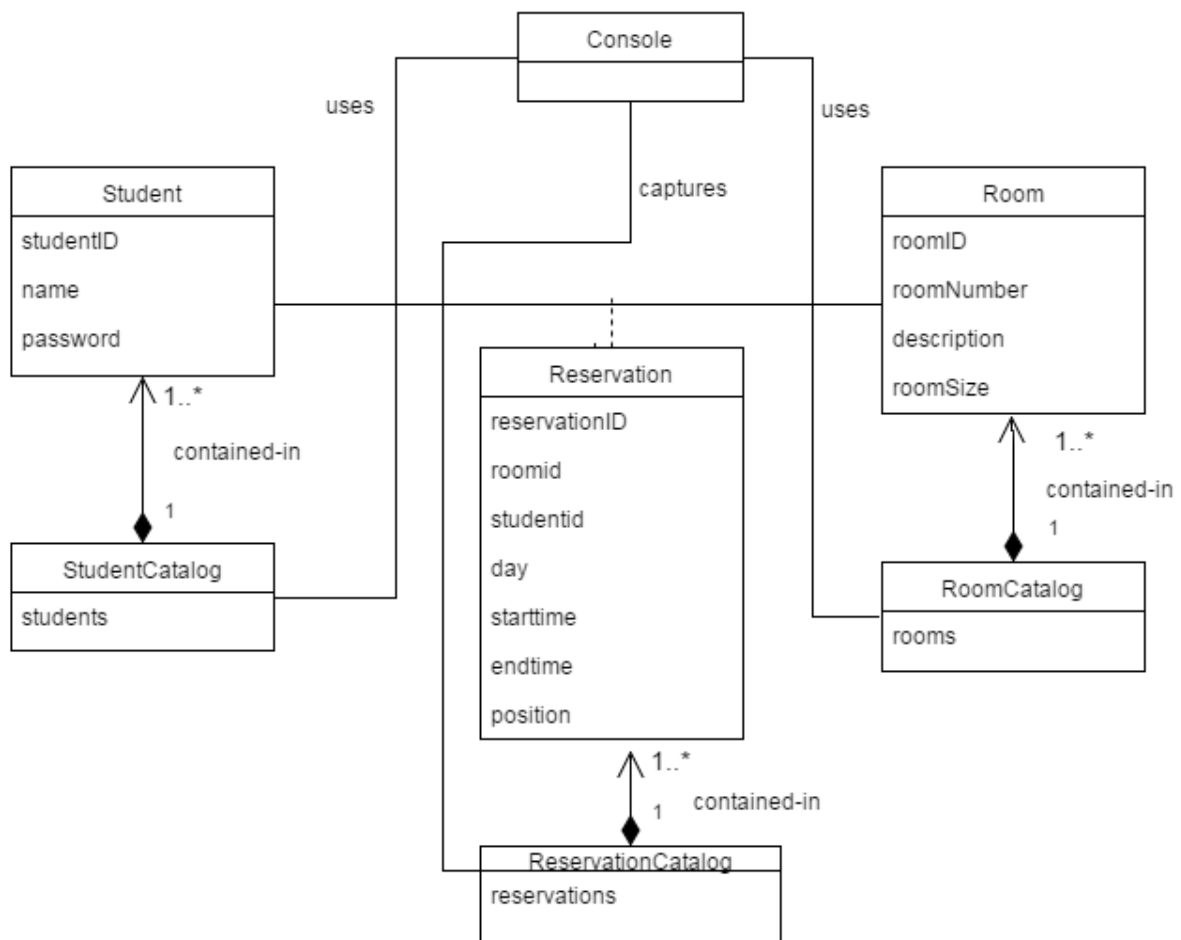 Console
uses
uses
captures
Student
studentID
name
password
Room
roomID
roomNumber
description
roomSize
1..*
contained-in
1
Reservation
reservationID
roomid
studentid
day
starttime
endtime
position
1..*
contained-in
1
StudentCatalog
students
RoomCatalog
rooms
1..*
contained-in
1
ReservationCatalog
reservations